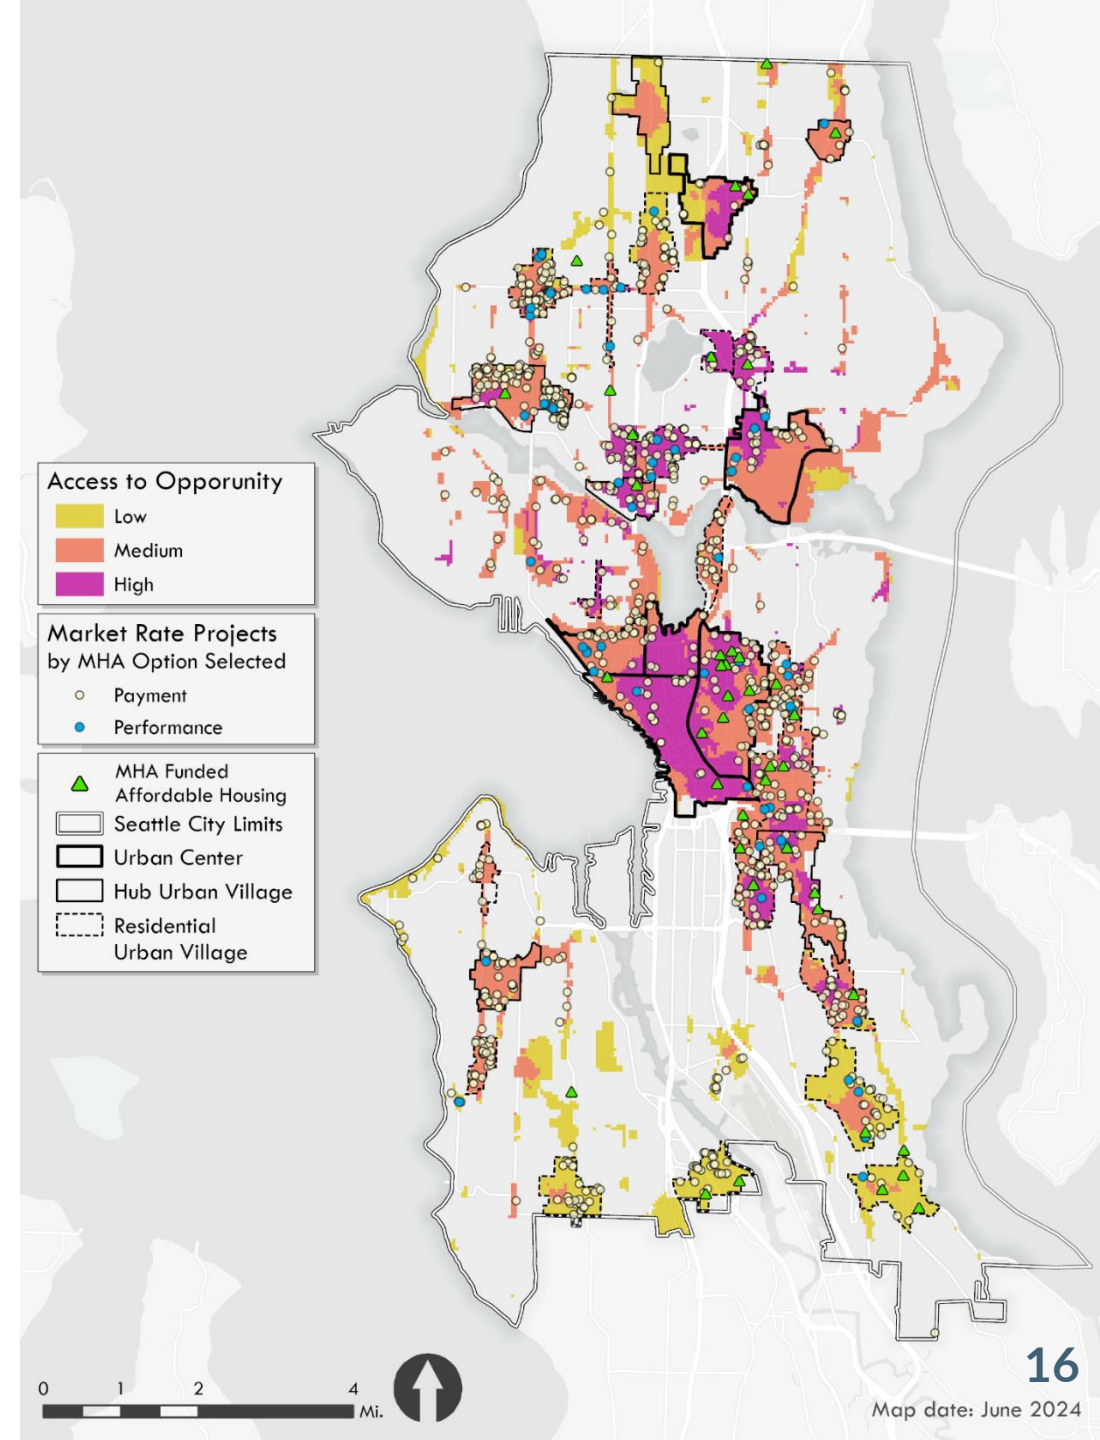 Access to Opporunity
Low
Medium
High
Market Rate Projects
by MHA Option Selected
Payment
Performance
MHA Funded
Affordable Housing
Seattle City Limits
Urban Center
Hub Urban Village
Residential
Urban Village
0 1 2 4
Mi.
16
Map date: June 2024